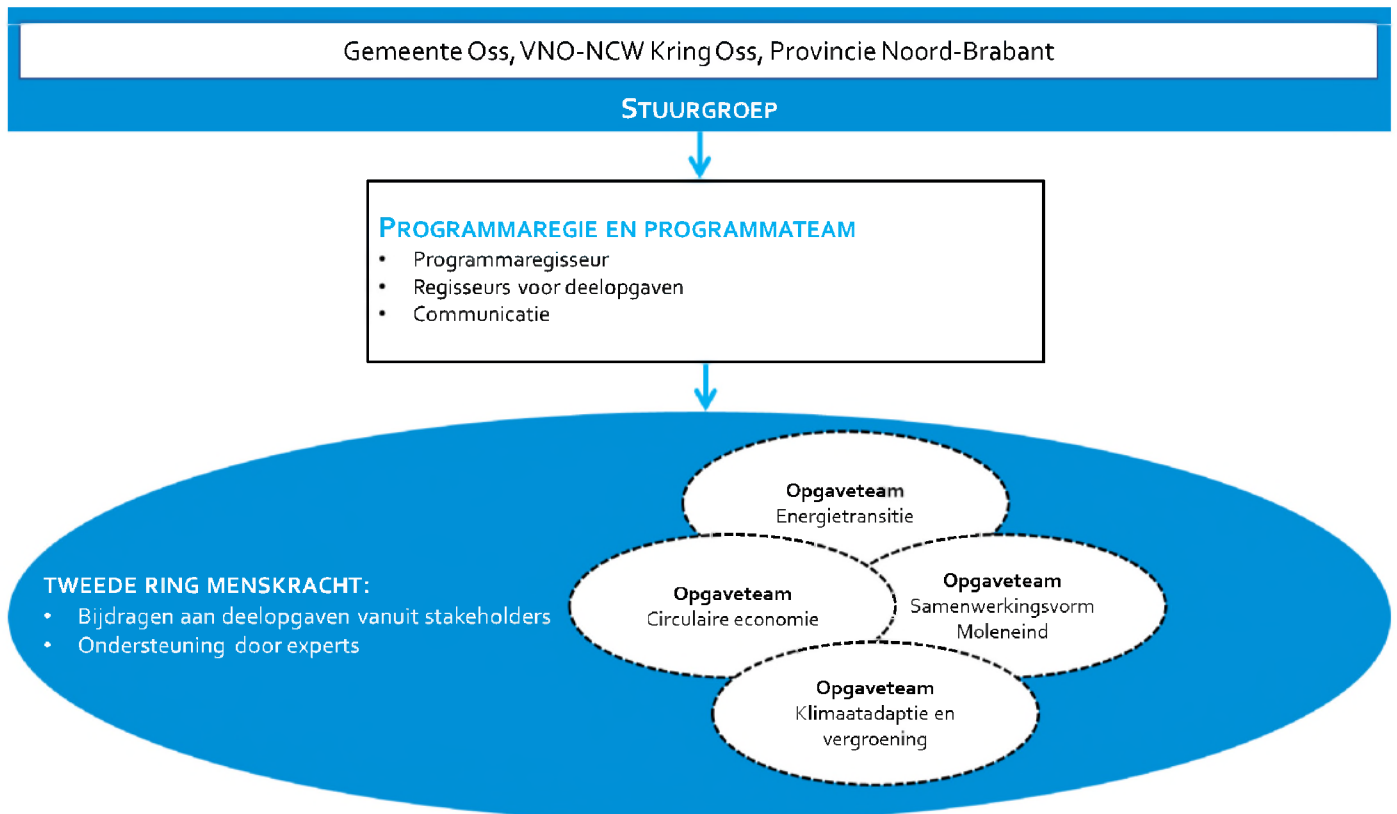 Gemeente Oss, VNO-NCW Kring Oss, Provincie Noord-Brabant
STUURGROEP
PROGRAMMAREGIE EN PROGRAMMATEAM
• Programmaregisseur
• Regisseurs voor deelopgaven
• Communicatie
Opgaveteam
Energietransitie
TWEEDE RING MENSKRACHT:
• Bijdragen aan deelopgaven vanuit stakeholders
• Ondersteuning door experts
Opgaveteam
Circulaire economie
Opgaveteam
Samenwerkingsvorm
Moleneind
Opgaveteam
Klimaatadaptie en
vergroening